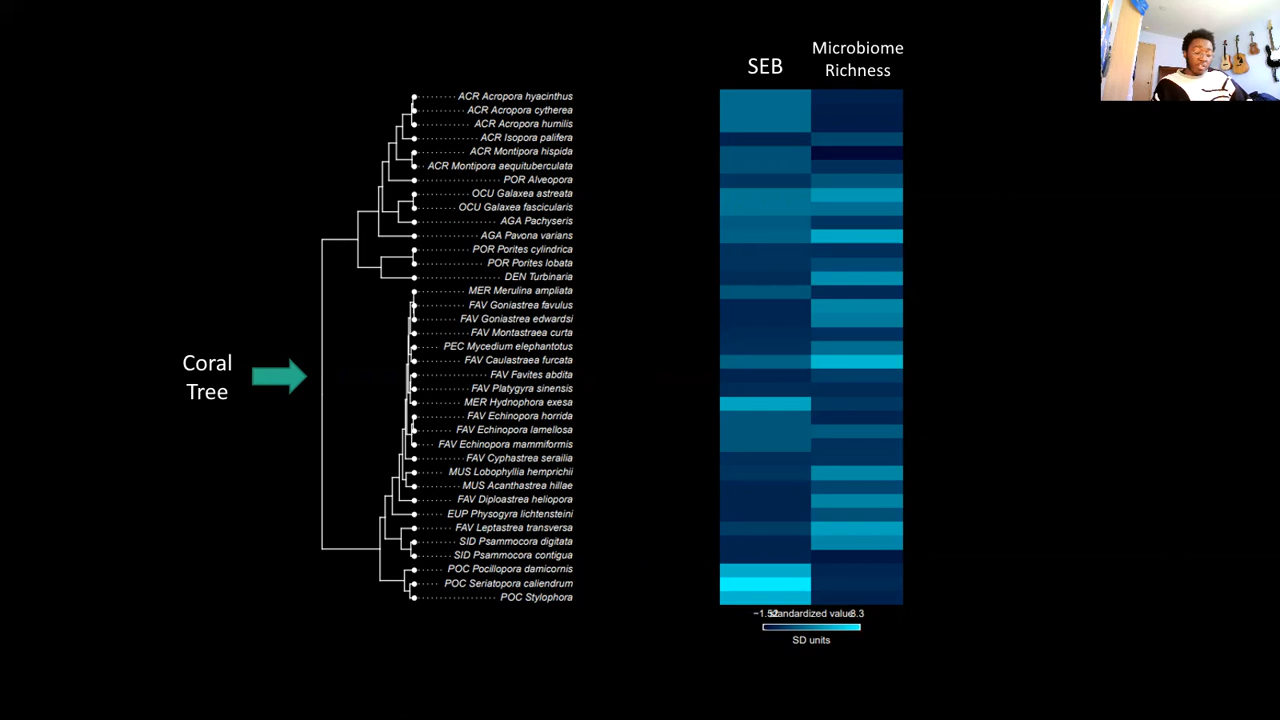 SEB
Microbiome
Richness
ACR Acropora hyacinthus
ACR Acropora cytherea
ACR Acropora humilis
ACR Isopora palifera
ACR Montipora hispida
ACR Montipora aequituberculata
POR Alveopora
OCU Galaxea astreata
OCU Galaxea fascicularis
AGA Pachyseris
AGA Pavona varians
POR Porites cylindrica
POR Porites lobata
DEN Turbinaria
MER Merulina ampliata
FAV Goniastrea favulus
FAV Goniastrea edwardsi
FAV Montastraea curta
PEC Mycedium elephantotus
FAV Caulastraea furcata
FAV Favites abdita
FAV Platygyra sinensis
MER Hydnophora exesa
FAV Echinopora horrida
FAV Echinopora lamellosa
FAV Echinopora mammiformis
FAV Cyphastrea serailia
MUS Lobophyllia hemprichii
MUS Acanthastrea hillae
FAV Diploastrea heliopora
EUP Physogyra lichtensteini
FAV Leptastrea transversa
SID Psammocora digitata
SID Psammocora contigua
POC Pocillopora damicornis
POC Seriatopora caliendrum
POC Stylophora
Coral
Tree
−1.52 standardized value 3.3
SD units